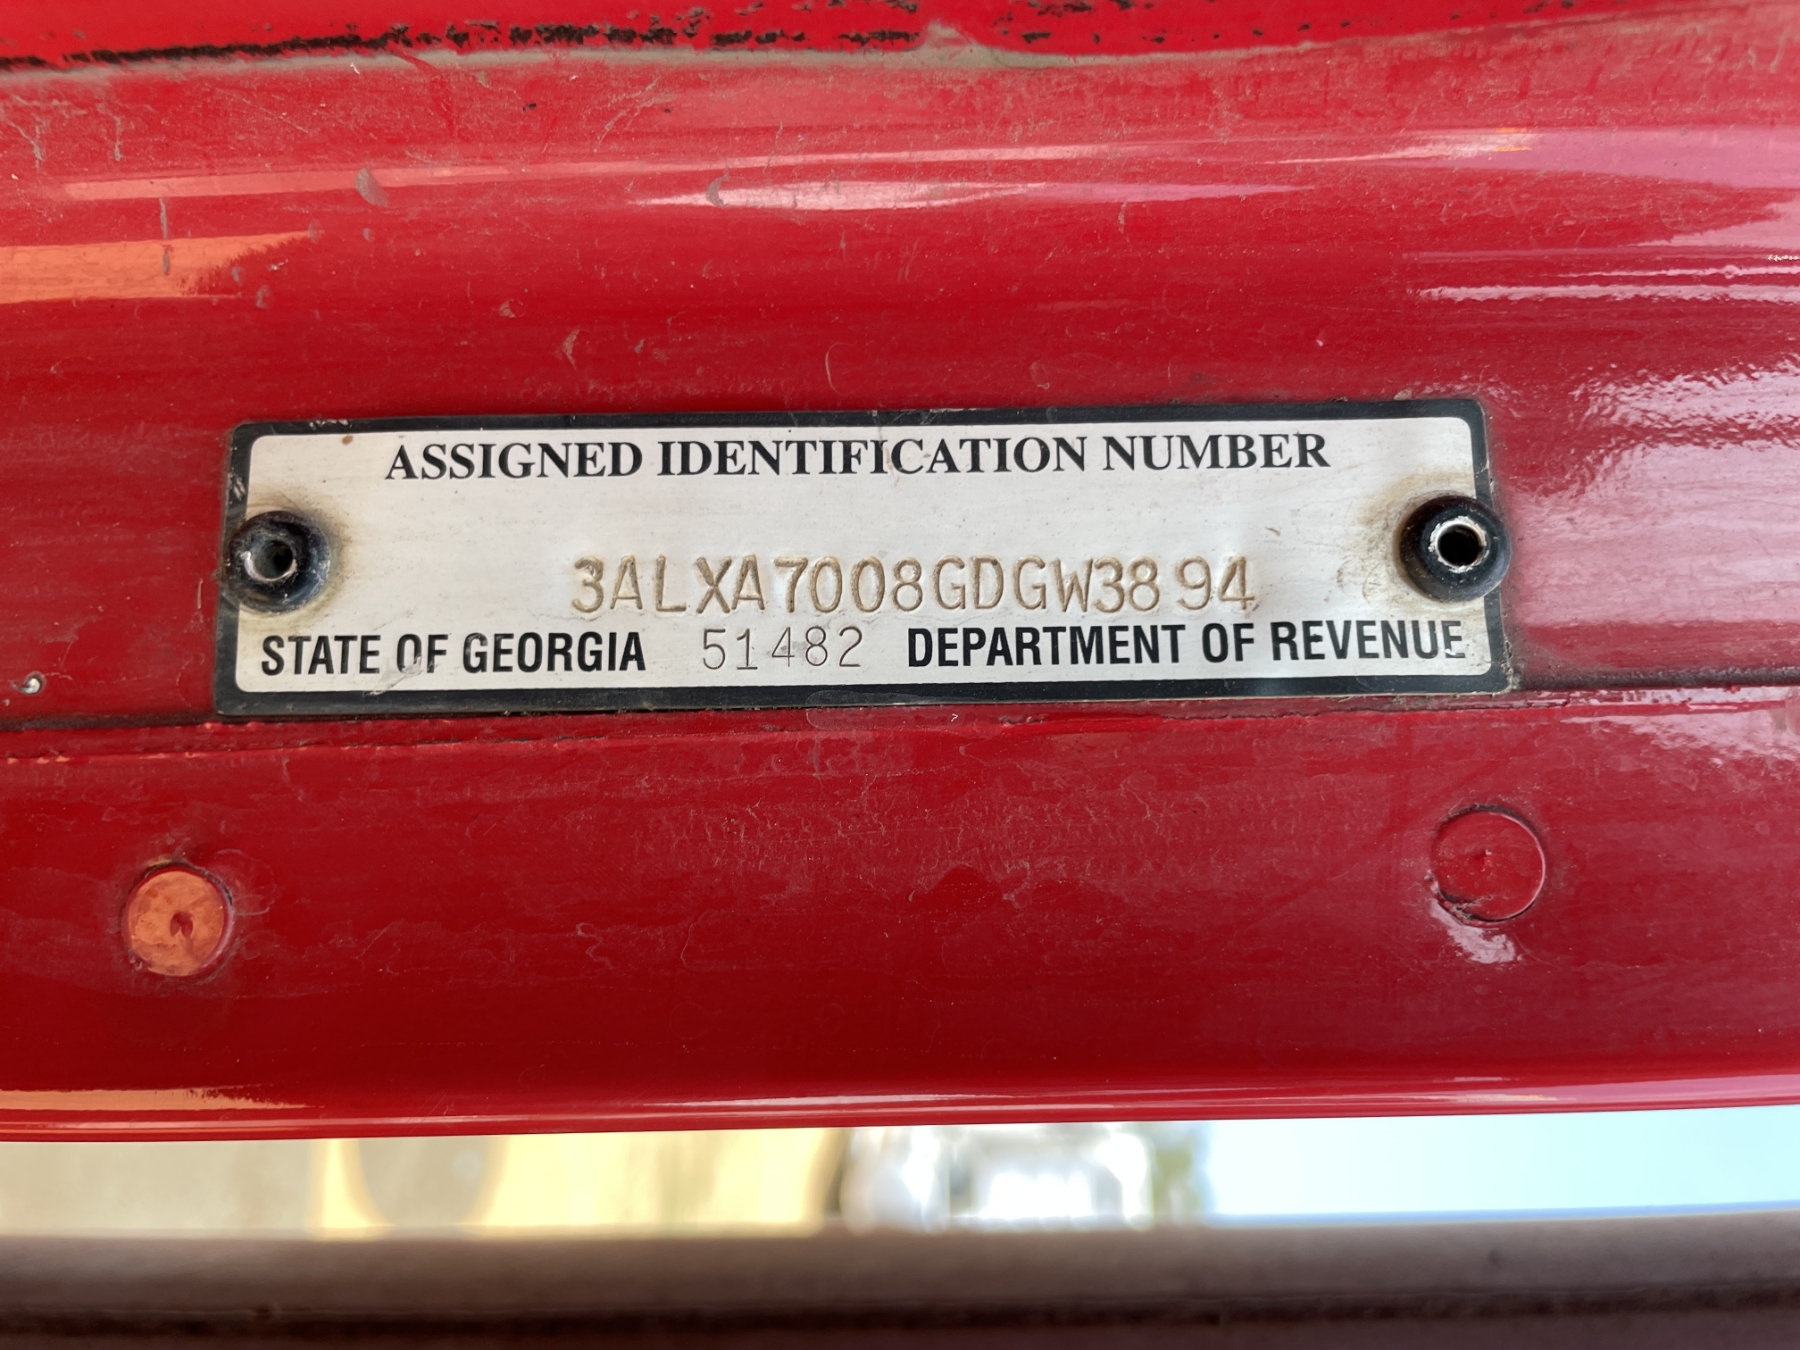 ASSIGNED IDENTIFICATION NUMBER
3ALXA7008GDGW3894
STATE OF GEORGIA 51482 DEPARTMENT OF REVENUE